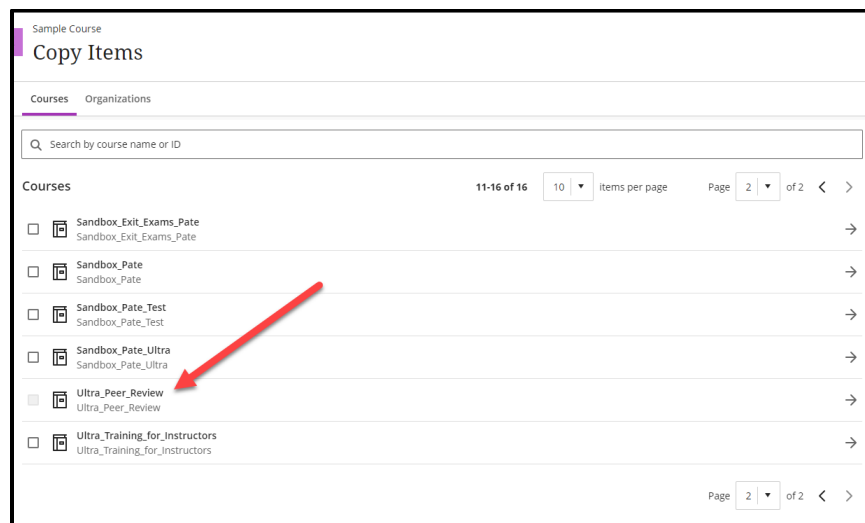 Sample Course
Copy Items
Courses Organizations
Search by course name or ID
Courses 11-16 of 16 10 items per page Page 2 of 2
Sandbox_Exit_Exams_Pate
Sandbox_Exit_Exams_Pate
Sandbox_Pate
Sandbox_Pate
Sandbox_Pate_Test
Sandbox_Pate_Test
Sandbox_Pate_Ultra
Sandbox_Pate_Ultra
Ultra_Peer_Review
Ultra_Peer_Review
Ultra_Training_for_Instructors
Ultra_Training_for_Instructors
Page 2 of 2